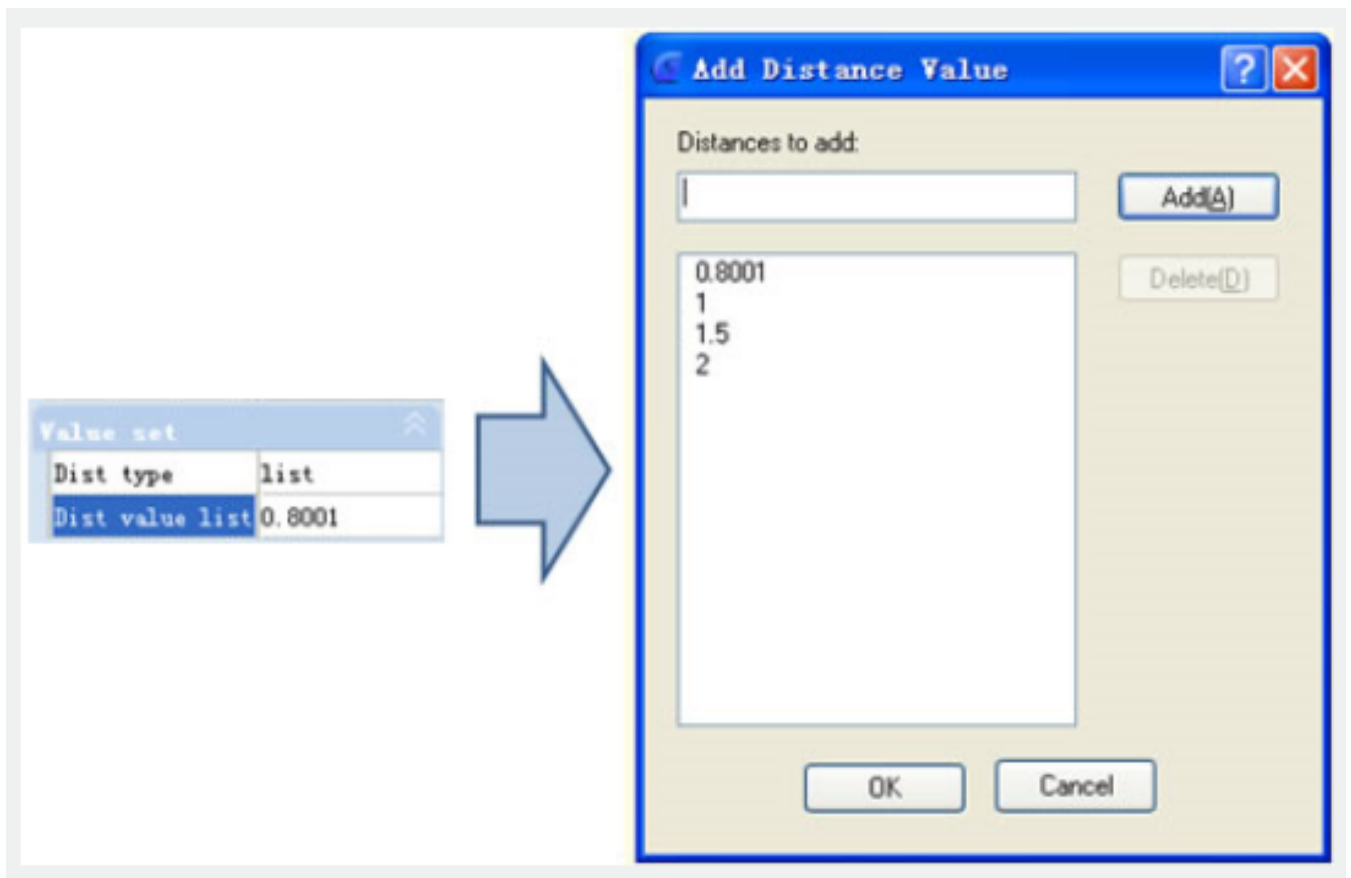 Value set
Dist type list
Dist value list 0.8001
Add Distance Value
Distances to add:
Add(A)
0.8001
1
1.5
2
Delete(D)
OK Cancel